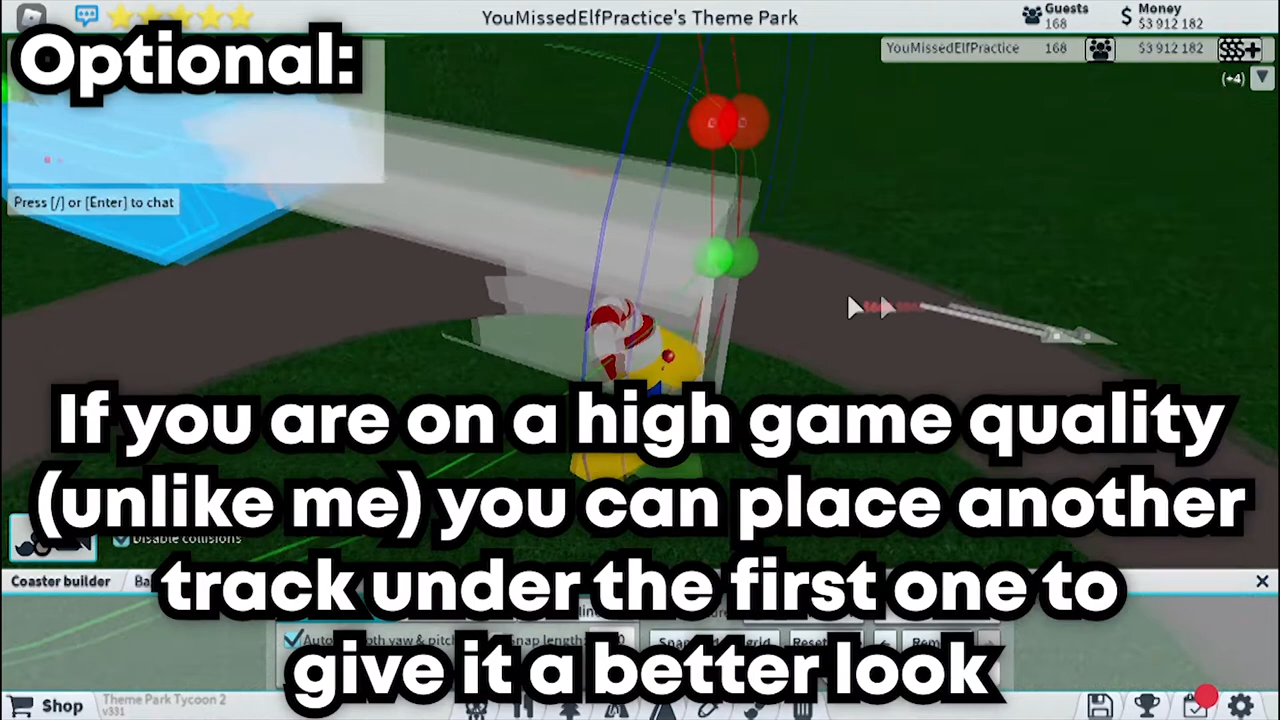 YouMissedElfPractice's Theme Park
Guests
168
Money
$3 912 182
Optional:
YouMissedElfPractice 168 $3 912 182
(+4)
Press [/] or [Enter] to chat
If you are on a high game quality
(unlike me) you can place another
Disable collisions
Coaster builder
track under the first one to
give it a better look
Shop
Theme Park Tycoon 2
v331